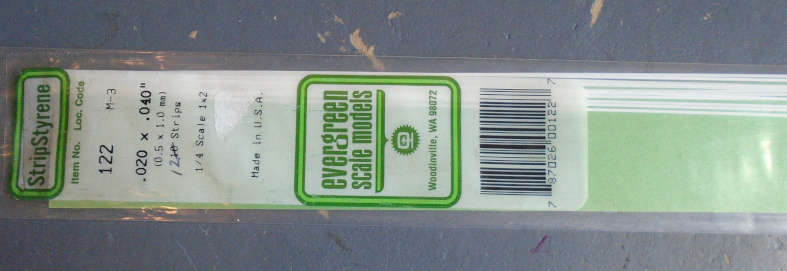 StripStyrene
Item No. Loc. Code
122 M-3
.020 x .040"
(0.5 x 1.0 mm)
Strips
1/4 Scale 1x2
Made in U.S.A.
evergreen
scale models
Woodinville, WA 98072
7 87026 00122 7